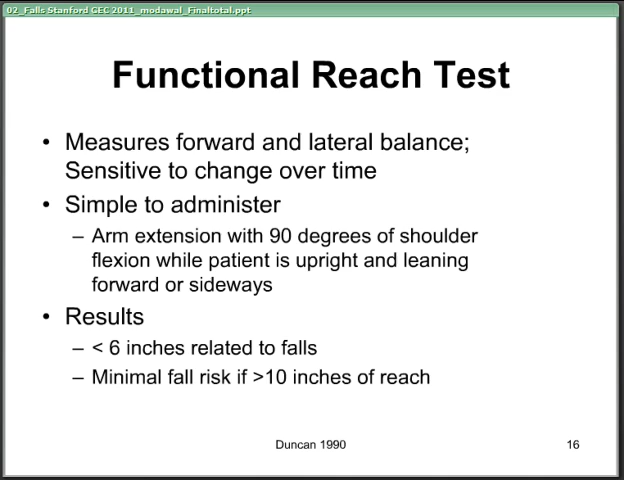 02_Falls Stanford GEC 2011_modawal_Finaltotal.ppt
Functional Reach Test
• Measures forward and lateral balance;
Sensitive to change over time
• Simple to administer
– Arm extension with 90 degrees of shoulder
flexion while patient is upright and leaning
forward or sideways
• Results
– < 6 inches related to falls
– Minimal fall risk if >10 inches of reach
Duncan 1990
16